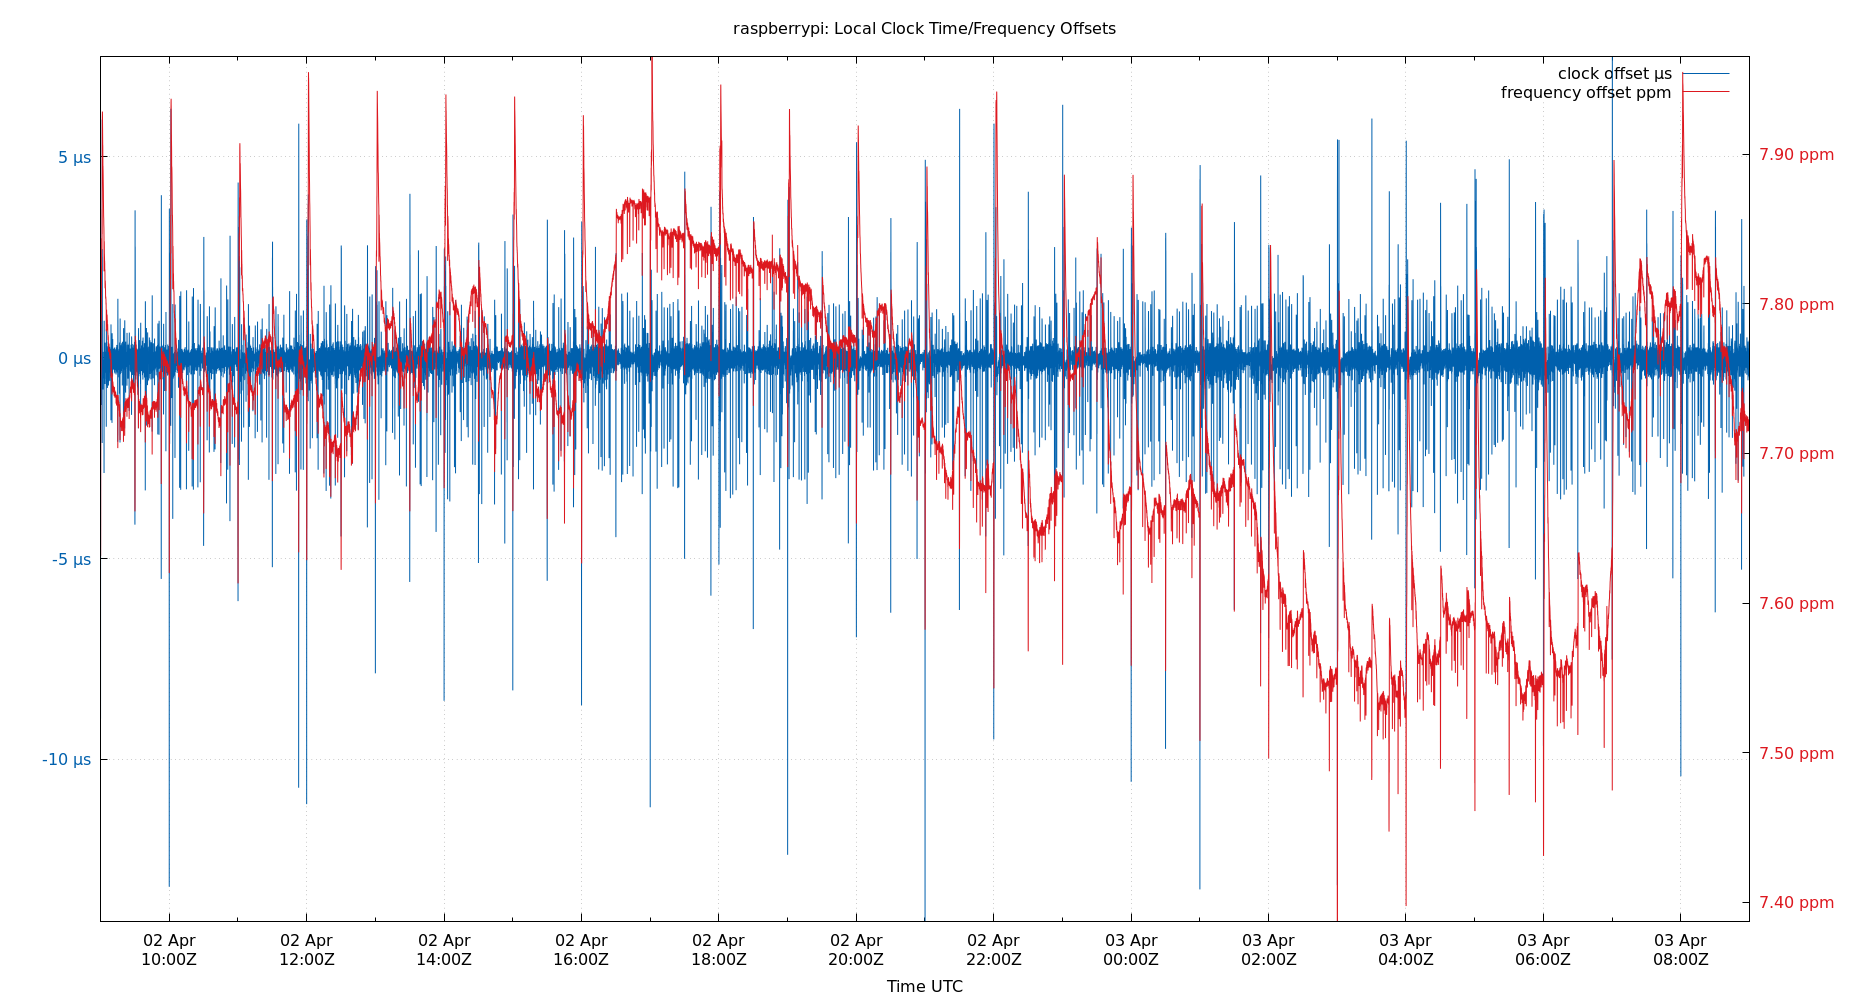 raspberrypi: Local Clock Time/Frequency Offsets
clock offset µs
frequency offset ppm
5 µs
0 µs
-5 µs
-10 µs
7.90 ppm
7.80 ppm
7.70 ppm
7.60 ppm
7.50 ppm
7.40 ppm
02 Apr 02 Apr 02 Apr 02 Apr 02 Apr 02 Apr 02 Apr 03 Apr 03 Apr 03 Apr 03 Apr 03 Apr
10:00Z 12:00Z 14:00Z 16:00Z 18:00Z 20:00Z 22:00Z 00:00Z 02:00Z 04:00Z 06:00Z 08:00Z
Time UTC